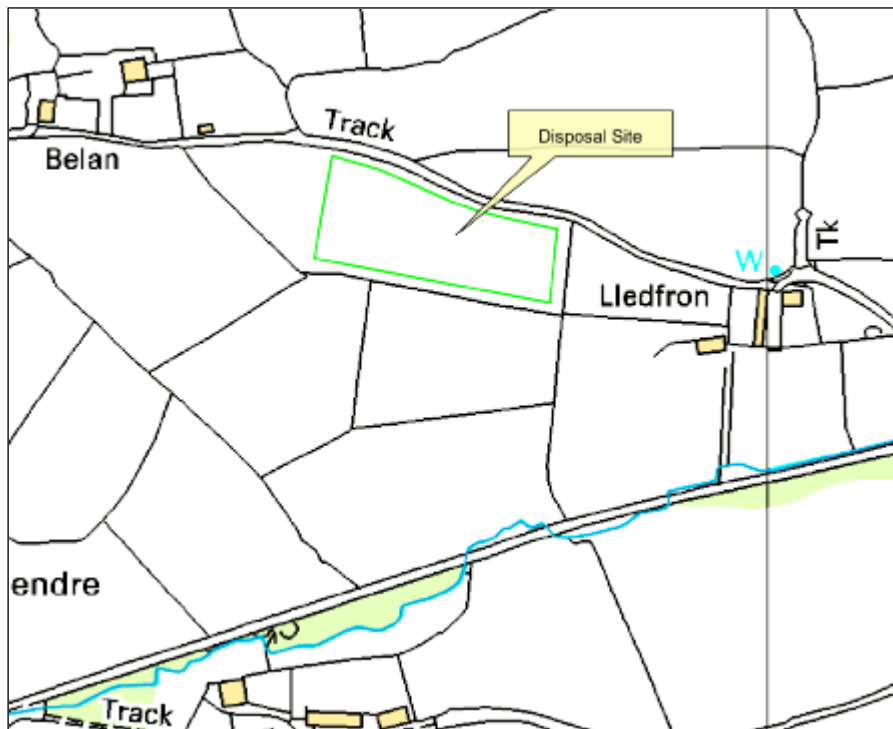 Track
Disposal Site
Belan
Tk
W
Lledfron
endre
Track